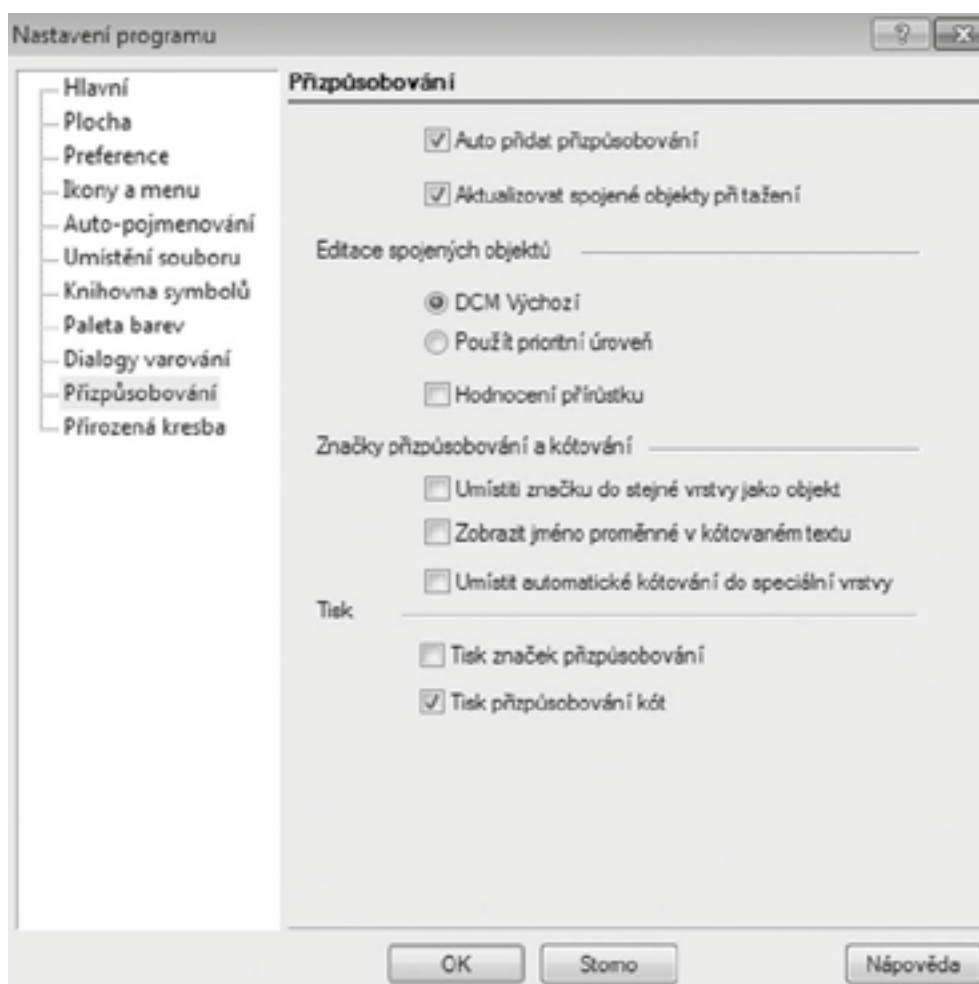 Nastavení programu
Hlavní
Plocha
Preference
Ikony a menu
Auto-pojmenování
Umístění souboru
Knihovna symbolů
Paleta barev
Dialogy varování
Přizpůsobování
Přirozená kresba
Přizpůsobování
Auto přidat přizpůsobování
Aktualizovat spojené objekty při tažení
Editace spojených objektů
DCM Výchozí
Použít prioritní úroveň
Hodnocení přírůstku
Značky přizpůsobování a kótování
Umístiti značku do stejné vrstvy jako objekt
Zobrazit jméno proměnné v kótovaném textu
Umístit automatické kótování do speciální vrstvy
Tisk
Tisk značek přizpůsobování
Tisk přizpůsobování kót
OK
Storno
Nápověda